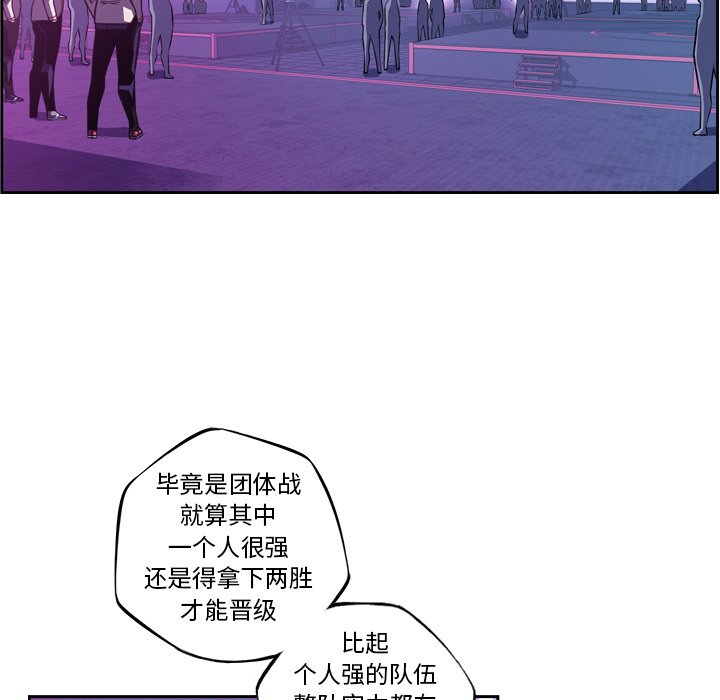 毕竟是团体战
就算其中
一个人很强
还是得拿下两胜
才能晋级
比起
个人强的队伍